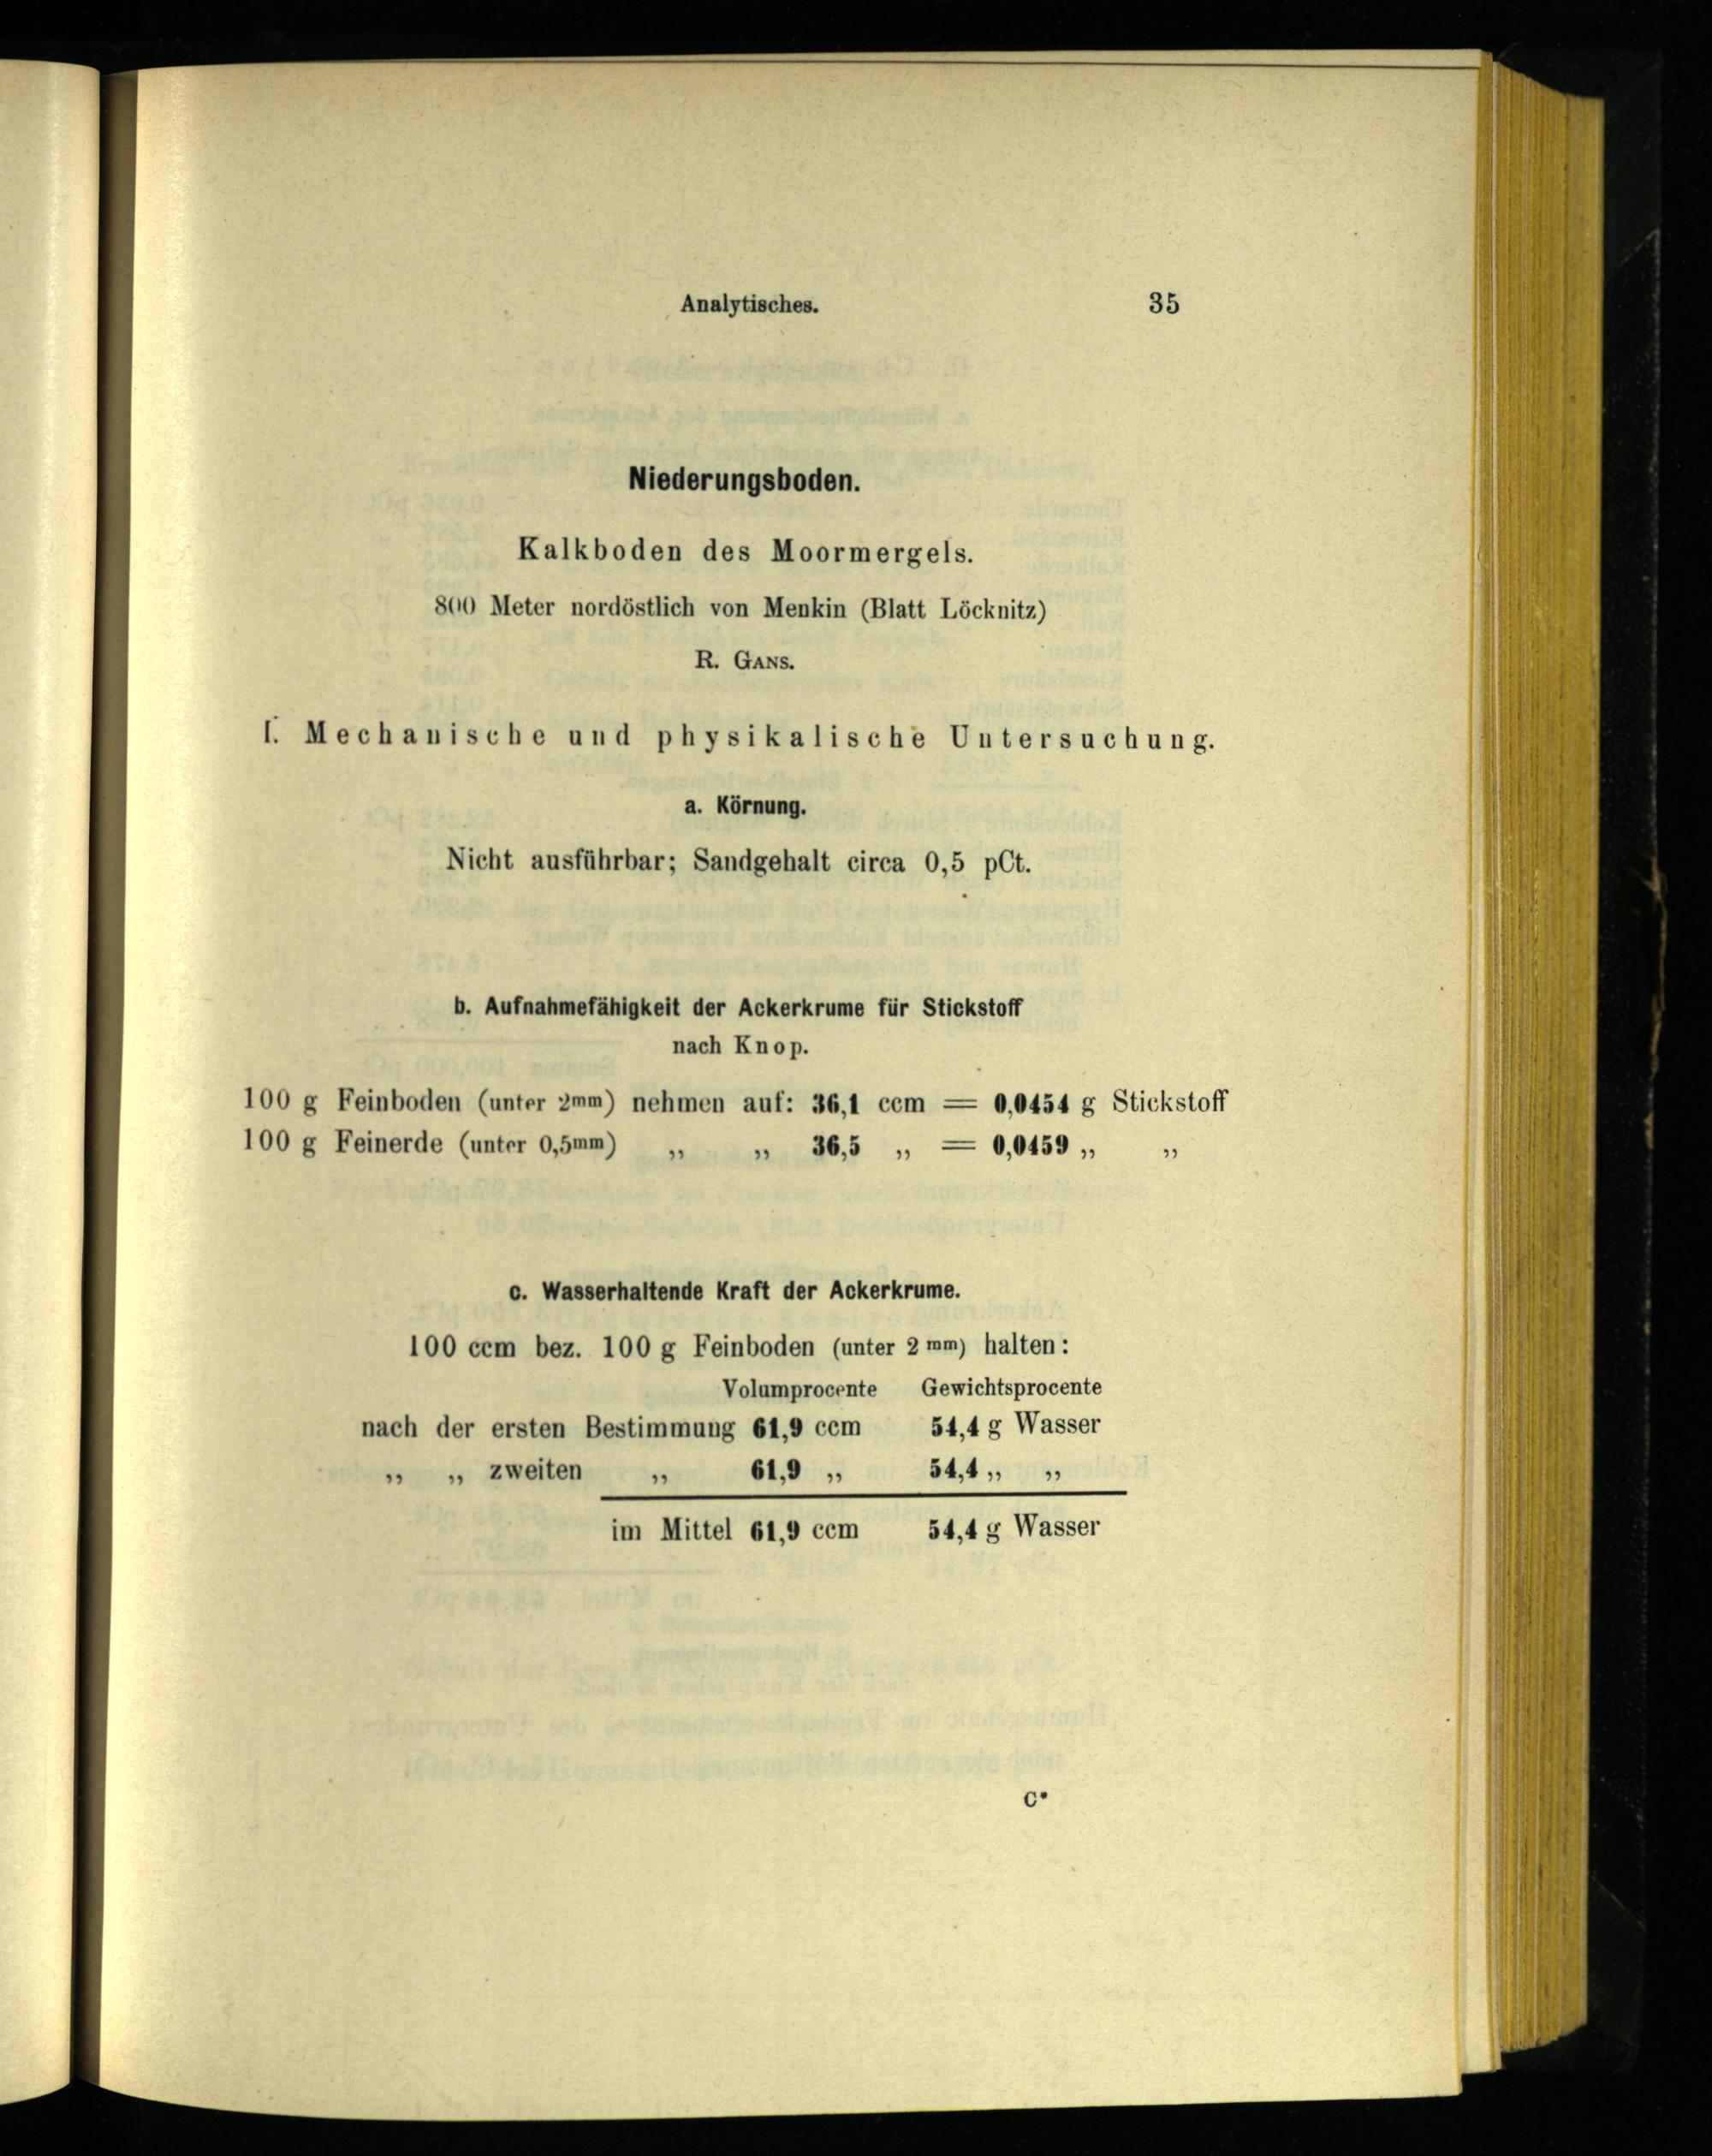 Analytisches. 35
Niederungsboden.
Kalkboden des Moormergels.
800 Meter nordöstlich von Menkin (Blatt Löcknitz)
R. GANS.
I. Mechanische und physikalische Untersuchung.
a. Körnung.
Nicht ausführbar; Sandgehalt circa 0,5 pCt.
b. Aufnahmefähigkeit der Ackerkrume für Stickstoff
nach Knop.
100 g Feinboden (unter 2mm) nehmen auf: 36,1 ccm = 0,0454 g Stickstoff
100 g Feinerde (unter 0,5mm) „ „ 36,5 „ = 0,0459 „ „
c. Wasserhaltende Kraft der Ackerkrume.
100 ccm bez. 100 g Feinboden (unter 2 mm) halten:
Volumprocente Gewichtsprocente
nach der ersten Bestimmung 61,9 ccm 54,4 g Wasser
„ „ zweiten „ 61,9 „ 54,4 „ „
im Mittel 61,9 ccm 54,4 g Wasser
C*